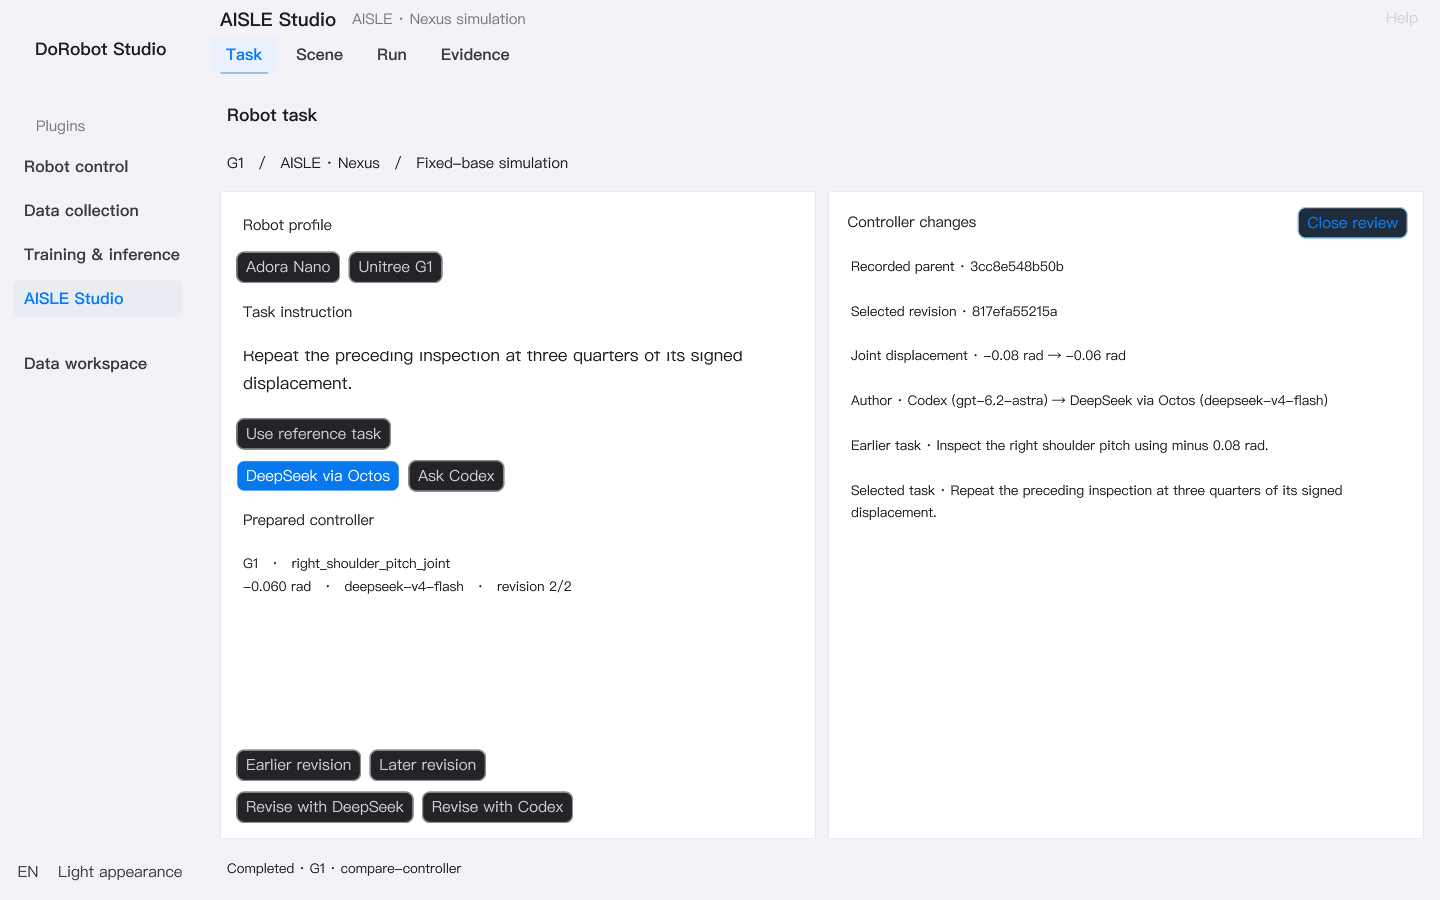 DoRobot Studio
Plugins
Robot control
Data collection
Training & inference
AISLE Studio
Data workspace
EN Light appearance
AISLE Studio AISLE · Nexus simulation
Help
Task Scene Run Evidence
Robot task
G1 / AISLE · Nexus / Fixed-base simulation
Robot profile
Adora Nano Unitree G1
Task instruction
Repeat the preceding inspection at three quarters of its signed
displacement.
Use reference task
DeepSeek via Octos Ask Codex
Prepared controller
G1 · right_shoulder_pitch_joint
-0.060 rad · deepseek-v4-flash · revision 2/2
Earlier revision Later revision
Revise with DeepSeek Revise with Codex
Controller changes
Close review
Recorded parent · 3cc8e548b50b
Selected revision · 817efa55215a
Joint displacement · -0.08 rad → -0.06 rad
Author · Codex (gpt-6.2-astra) → DeepSeek via Octos (deepseek-v4-flash)
Earlier task · Inspect the right shoulder pitch using minus 0.08 rad.
Selected task · Repeat the preceding inspection at three quarters of its signed
displacement.
Completed · G1 · compare-controller